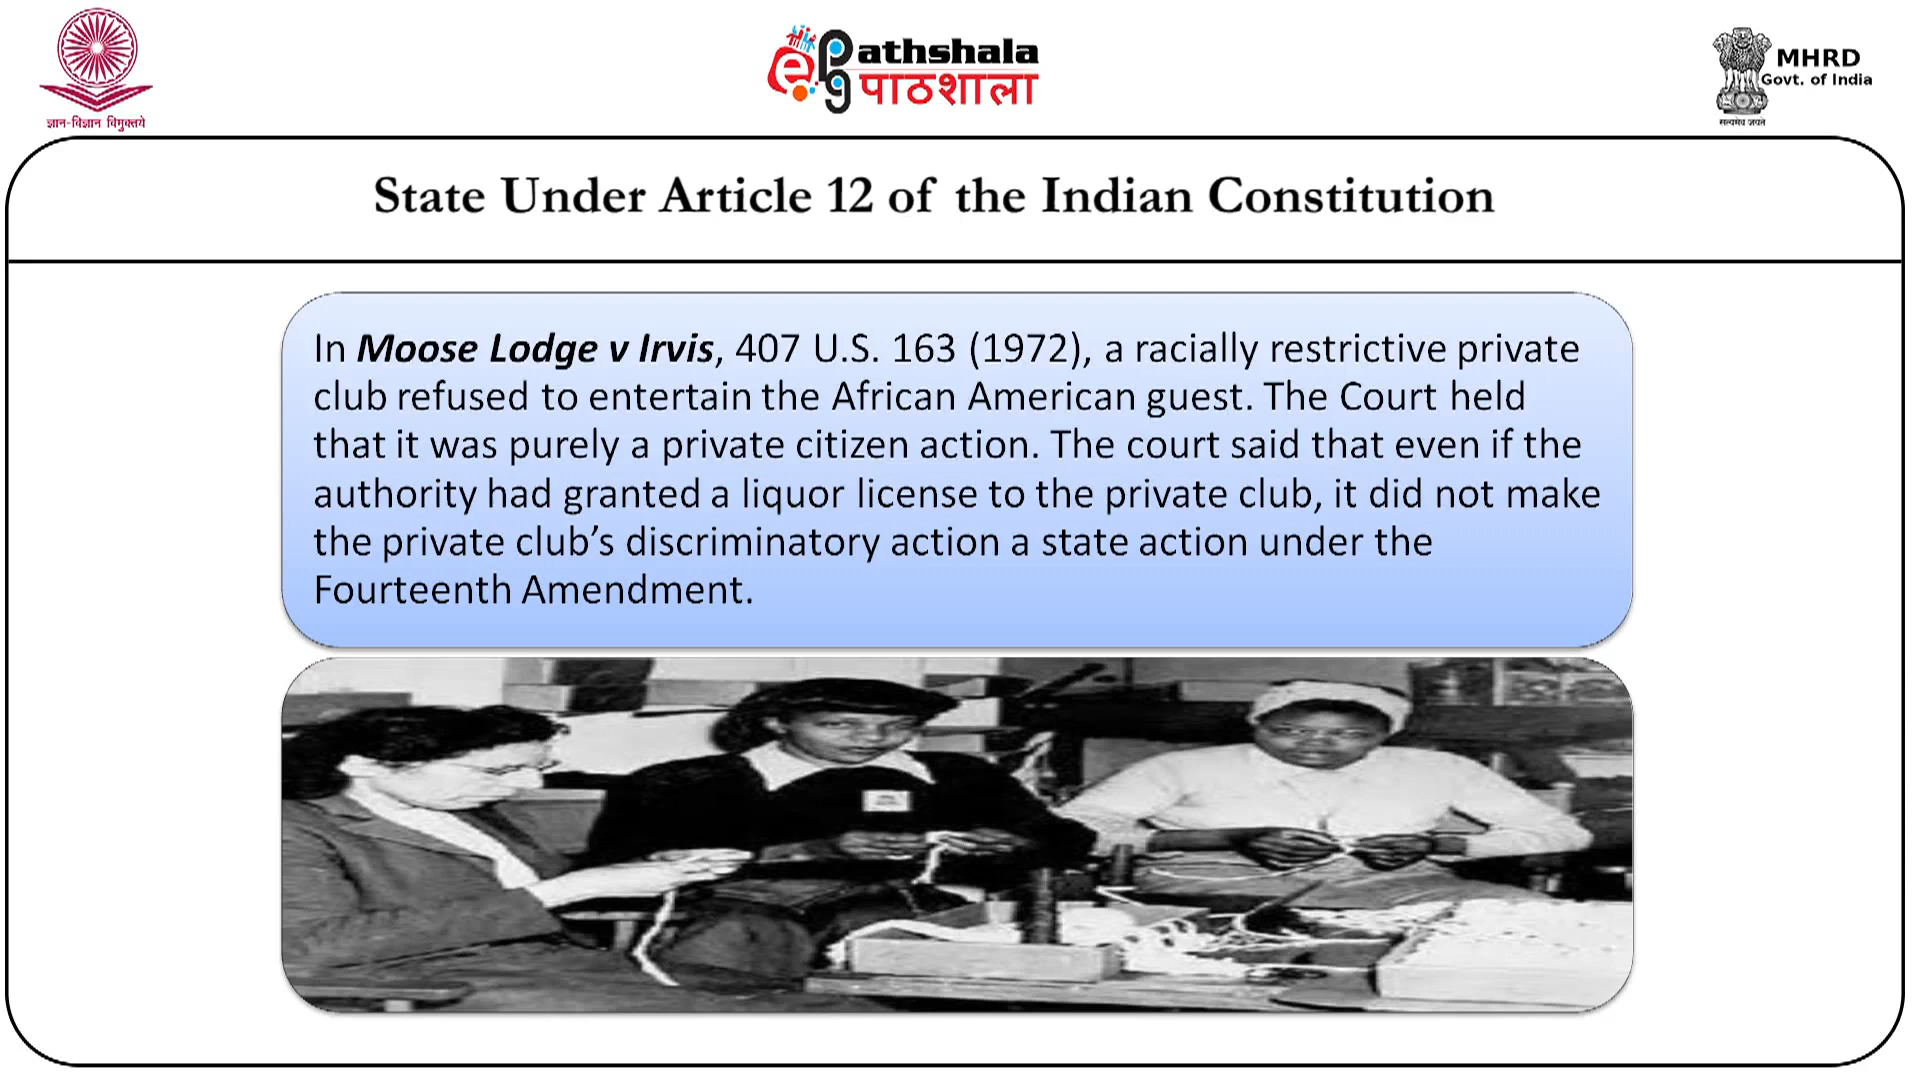 ज्ञान-विज्ञान विमुक्तये
ePG Pathshala
पाठशाला
MHRD
Govt. of India
सत्यमेव जयते
State Under Article 12 of the Indian Constitution
In Moose Lodge v Irvis, 407 U.S. 163 (1972), a racially restrictive private
club refused to entertain the African American guest. The Court held
that it was purely a private citizen action. The court said that even if the
authority had granted a liquor license to the private club, it did not make
the private club’s discriminatory action a state action under the
Fourteenth Amendment.